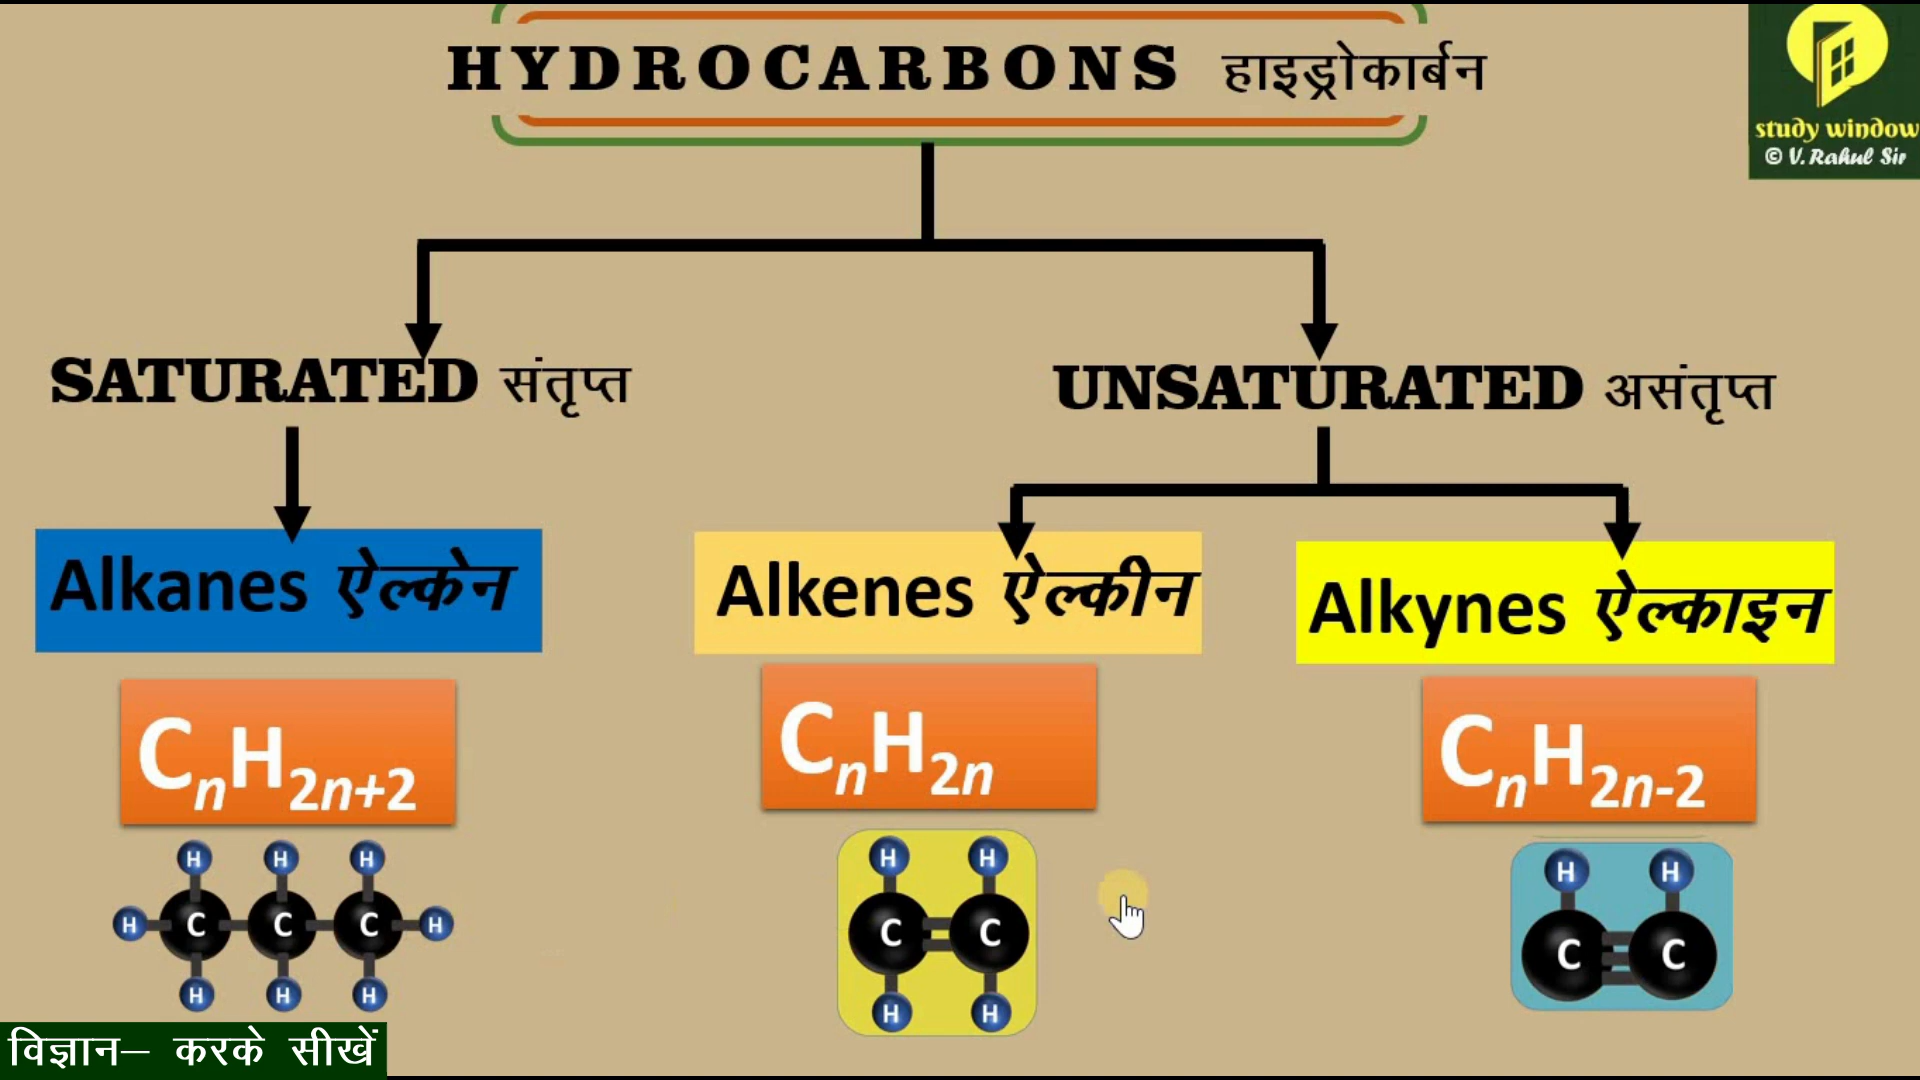 HYDROCARBONS हाइड्रोकार्बन
study window
© V. Rahul Sir
SATURATED संतृप्त
UNSATURATED असंतृप्त
Alkanes ऐल्केन
Alkenes ऐल्कीन
Alkynes ऐल्काइन
CnH2n+2
CnH2n
CnH2n-2
H H H
H C C C H
H H H
H H
C C
H H
H H
C C
विज्ञान– करके सीखें